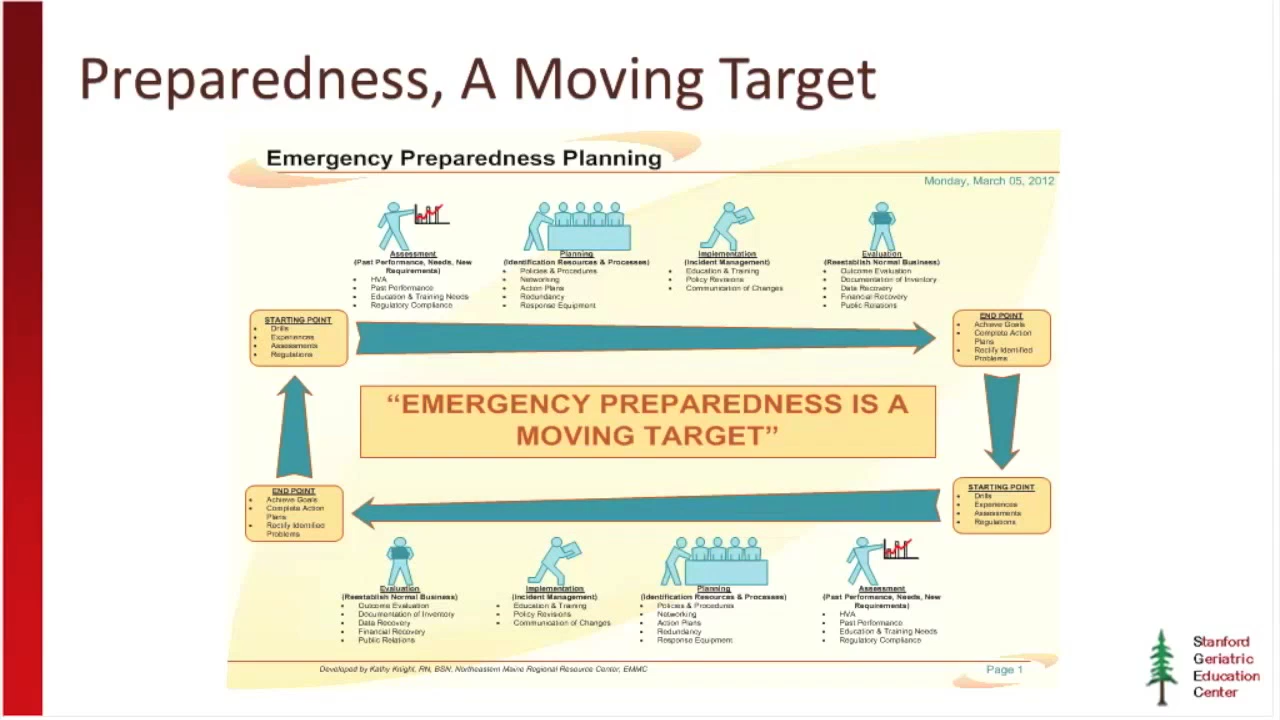 Preparedness, A Moving Target
Emergency Preparedness Planning
Monday, March 05, 2012
Assessment
(Past Performance, Needs, New
Requirements)
• HVA
• Past Performance
• Education & Training Needs
• Regulatory Compliance
Planning
(Identification Resources & Processes)
• Policies & Procedures
• Networking
• Action Plans
• Redundancy
• Response Equipment
Implementation
(Incident Management)
• Education & Training
• Policy Revisions
• Communication of Changes
Evaluation
(Reestablish Normal Business)
• Outcome Evaluation
• Documentation of Inventory
• Data Recovery
• Financial Recovery
• Public Relations
STARTING POINT
• Drills
• Experiences
• Assessments
• Regulations
END POINT
• Achieve Goals
• Complete Action
Plans
• Rectify Identified
Problems
“EMERGENCY PREPAREDNESS IS A
MOVING TARGET”
END POINT
• Achieve Goals
• Complete Action
Plans
• Rectify Identified
Problems
STARTING POINT
• Drills
• Experiences
• Assessments
• Regulations
Evaluation
(Reestablish Normal Business)
• Outcome Evaluation
• Documentation of Inventory
• Data Recovery
• Financial Recovery
• Public Relations
Implementation
(Incident Management)
• Education & Training
• Policy Revisions
• Communication of Changes
Planning
(Identification Resources & Processes)
• Policies & Procedures
• Networking
• Action Plans
• Redundancy
• Response Equipment
Assessment
(Past Performance, Needs, New
Requirements)
• HVA
• Past Performance
• Education & Training Needs
• Regulatory Compliance
Developed by Kathy Knight, RN, BSN, Northeastern Maine Regional Resource Center, EMMC
Page 1
Stanford
Geriatric
Education
Center